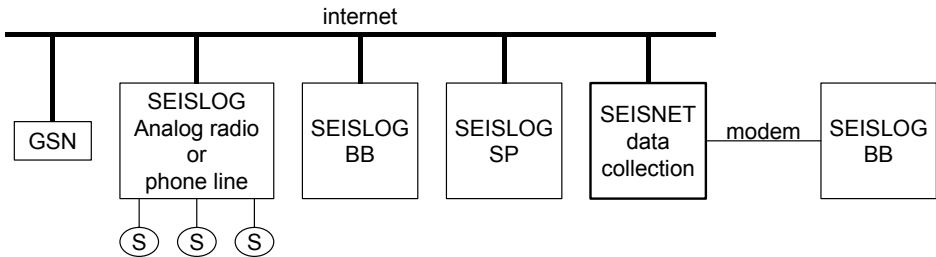 internet
GSN
SEISLOG
Analog radio
or
phone line
S
S
S
SEISLOG
BB
SEISLOG
SP
SEISNET
data
collection
modem
SEISLOG
BB